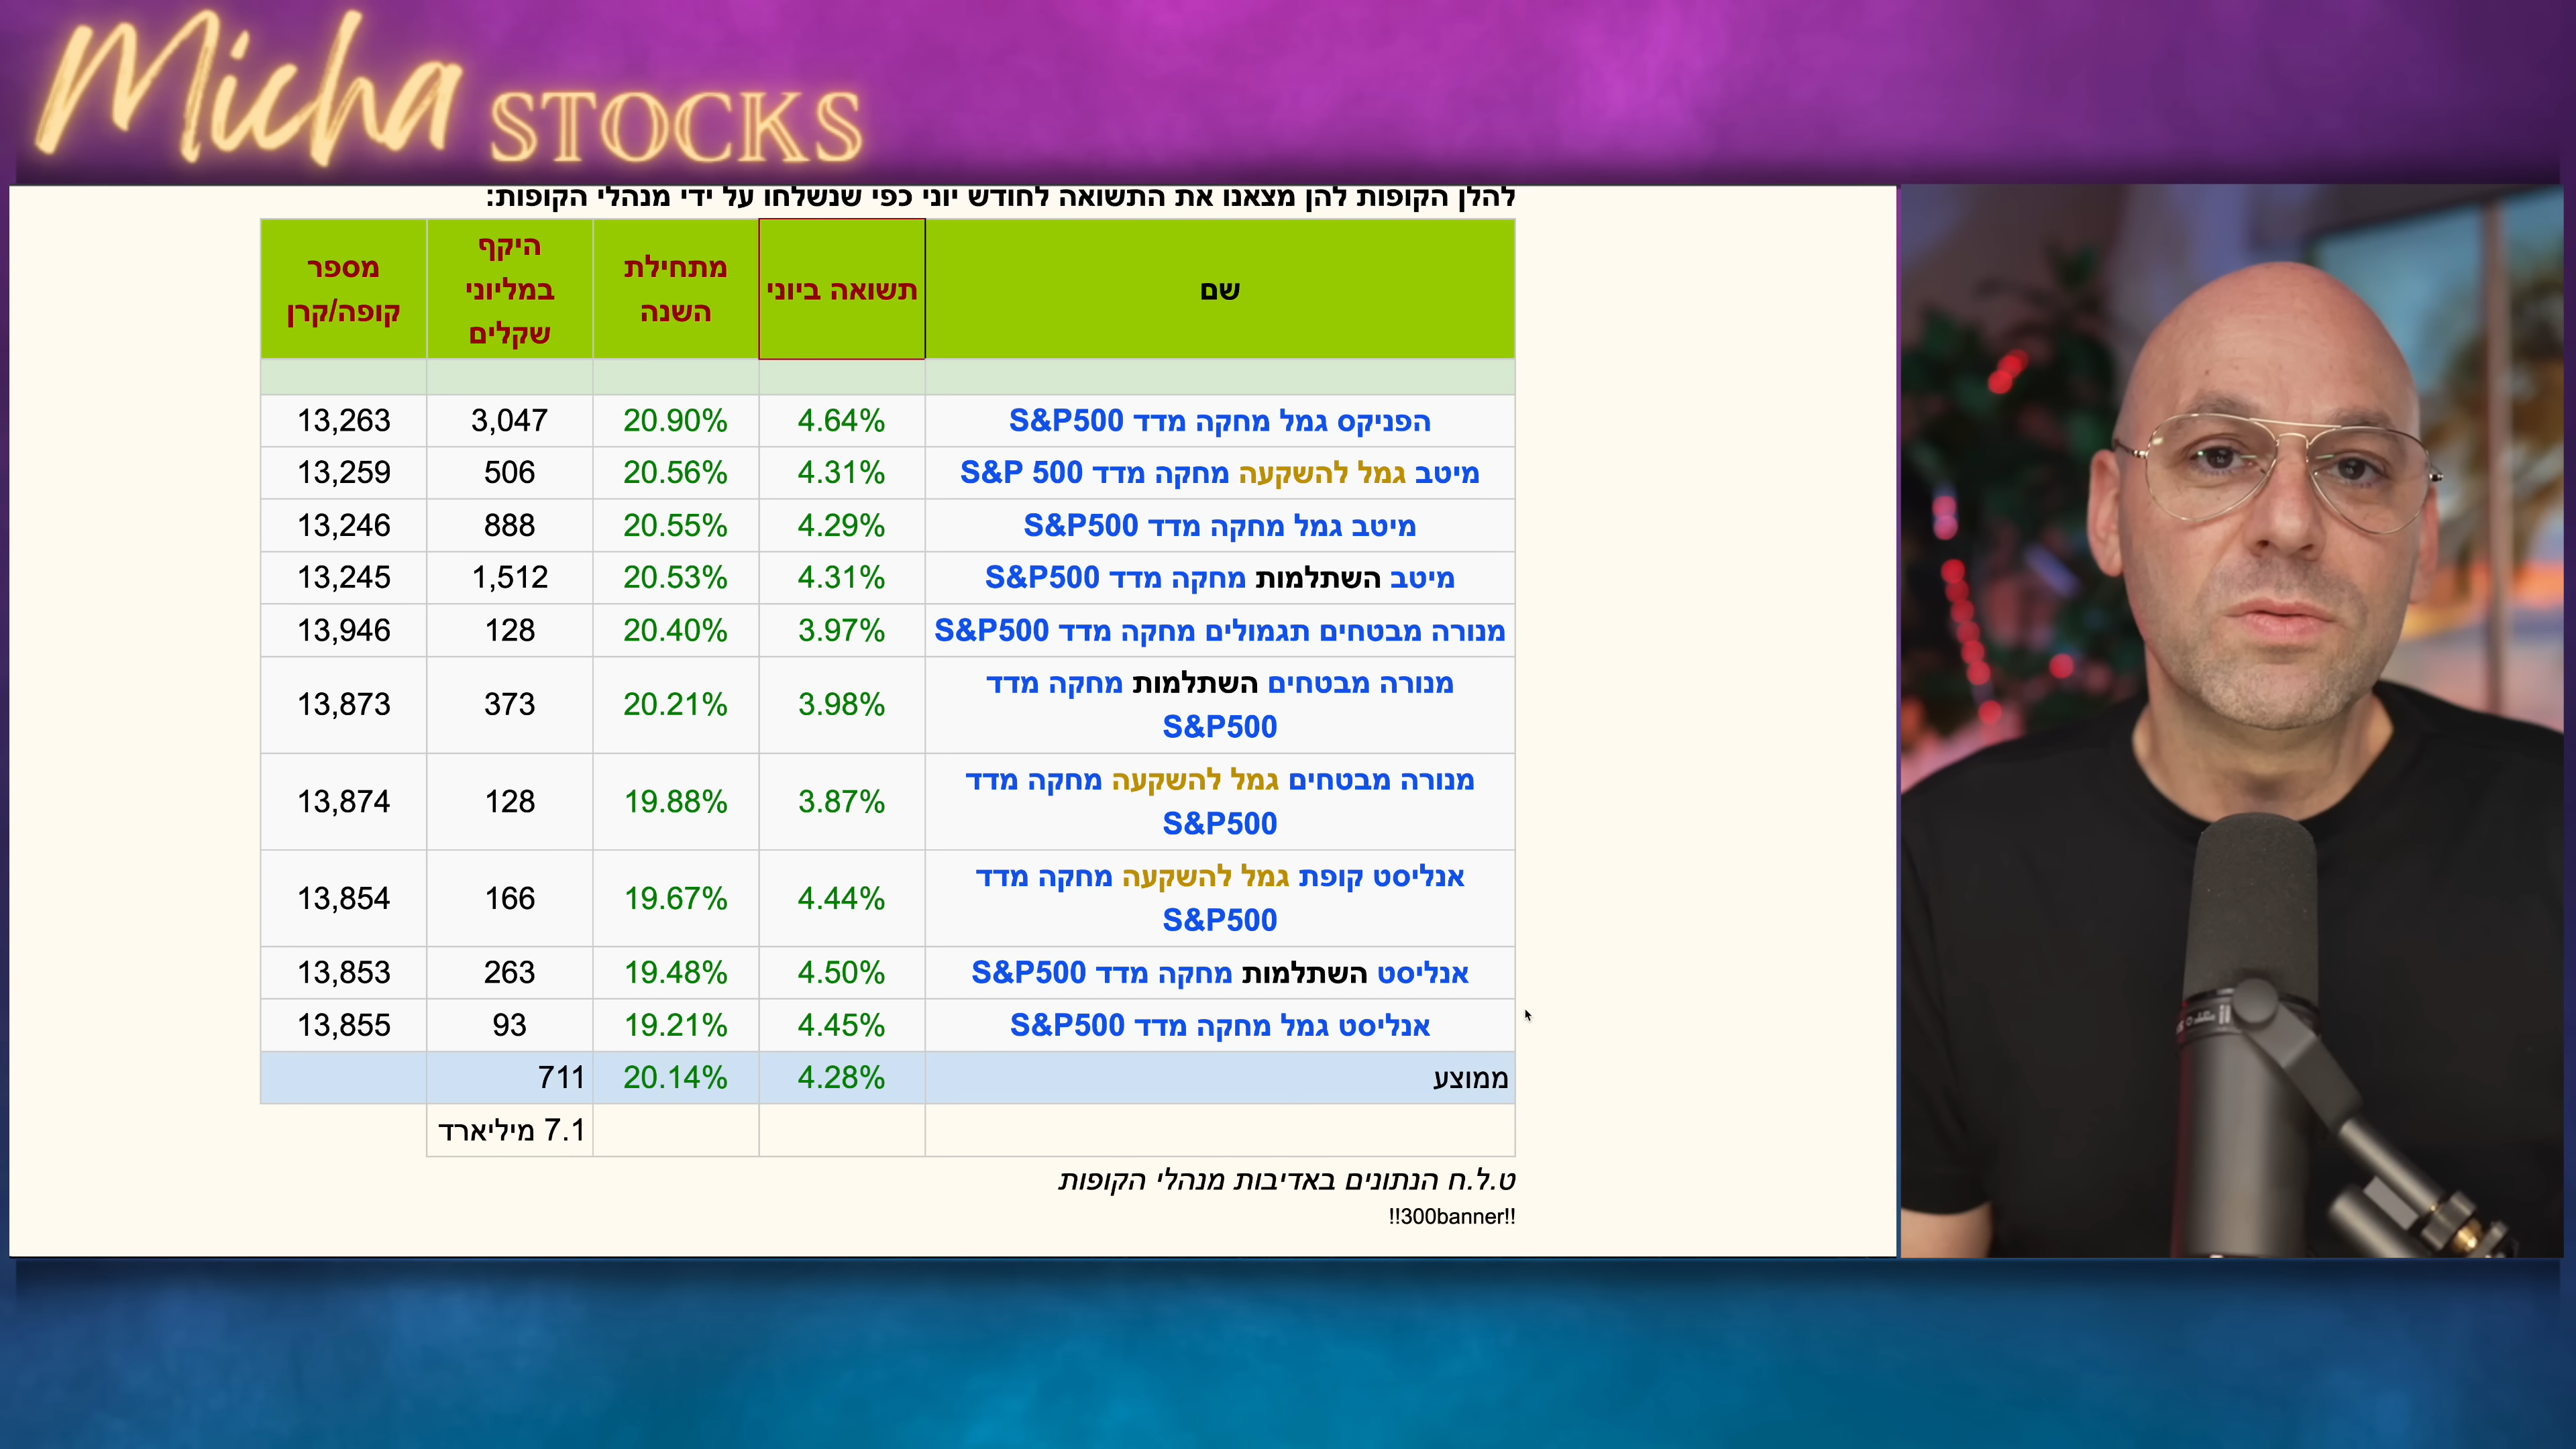 Micha STOCKS
להלן הקופות להן מצאנו את התשואה לחודש יוני כפי שנשלחו על ידי מנהלי הקופות:
שם תשואה ביוני מתחילת השנה היקף במליוני שקלים מספר קופה/קרן
הפניקס גמל מחקה מדד S&P500 4.64% 20.90% 3,047 13,263
מיטב גמל להשקעה מחקה מדד S&P 500 4.31% 20.56% 506 13,259
מיטב גמל מחקה מדד S&P500 4.29% 20.55% 888 13,246
מיטב השתלמות מחקה מדד S&P500 4.31% 20.53% 1,512 13,245
מנורה מבטחים תגמולים מחקה מדד S&P500 3.97% 20.40% 128 13,946
מנורה מבטחים השתלמות מחקה מדד S&P500 3.98% 20.21% 373 13,873
מנורה מבטחים גמל להשקעה מחקה מדד S&P500 3.87% 19.88% 128 13,874
אנליסט קופת גמל להשקעה מחקה מדד S&P500 4.44% 19.67% 166 13,854
אנליסט השתלמות מחקה מדד S&P500 4.50% 19.48% 263 13,853
אנליסט גמל מחקה מדד S&P500 4.45% 19.21% 93 13,855
ממוצע 4.28% 20.14% 711
7.1 מיליארד
ט.ל.ח הנתונים באדיבות מנהלי הקופות
!!300banner!!